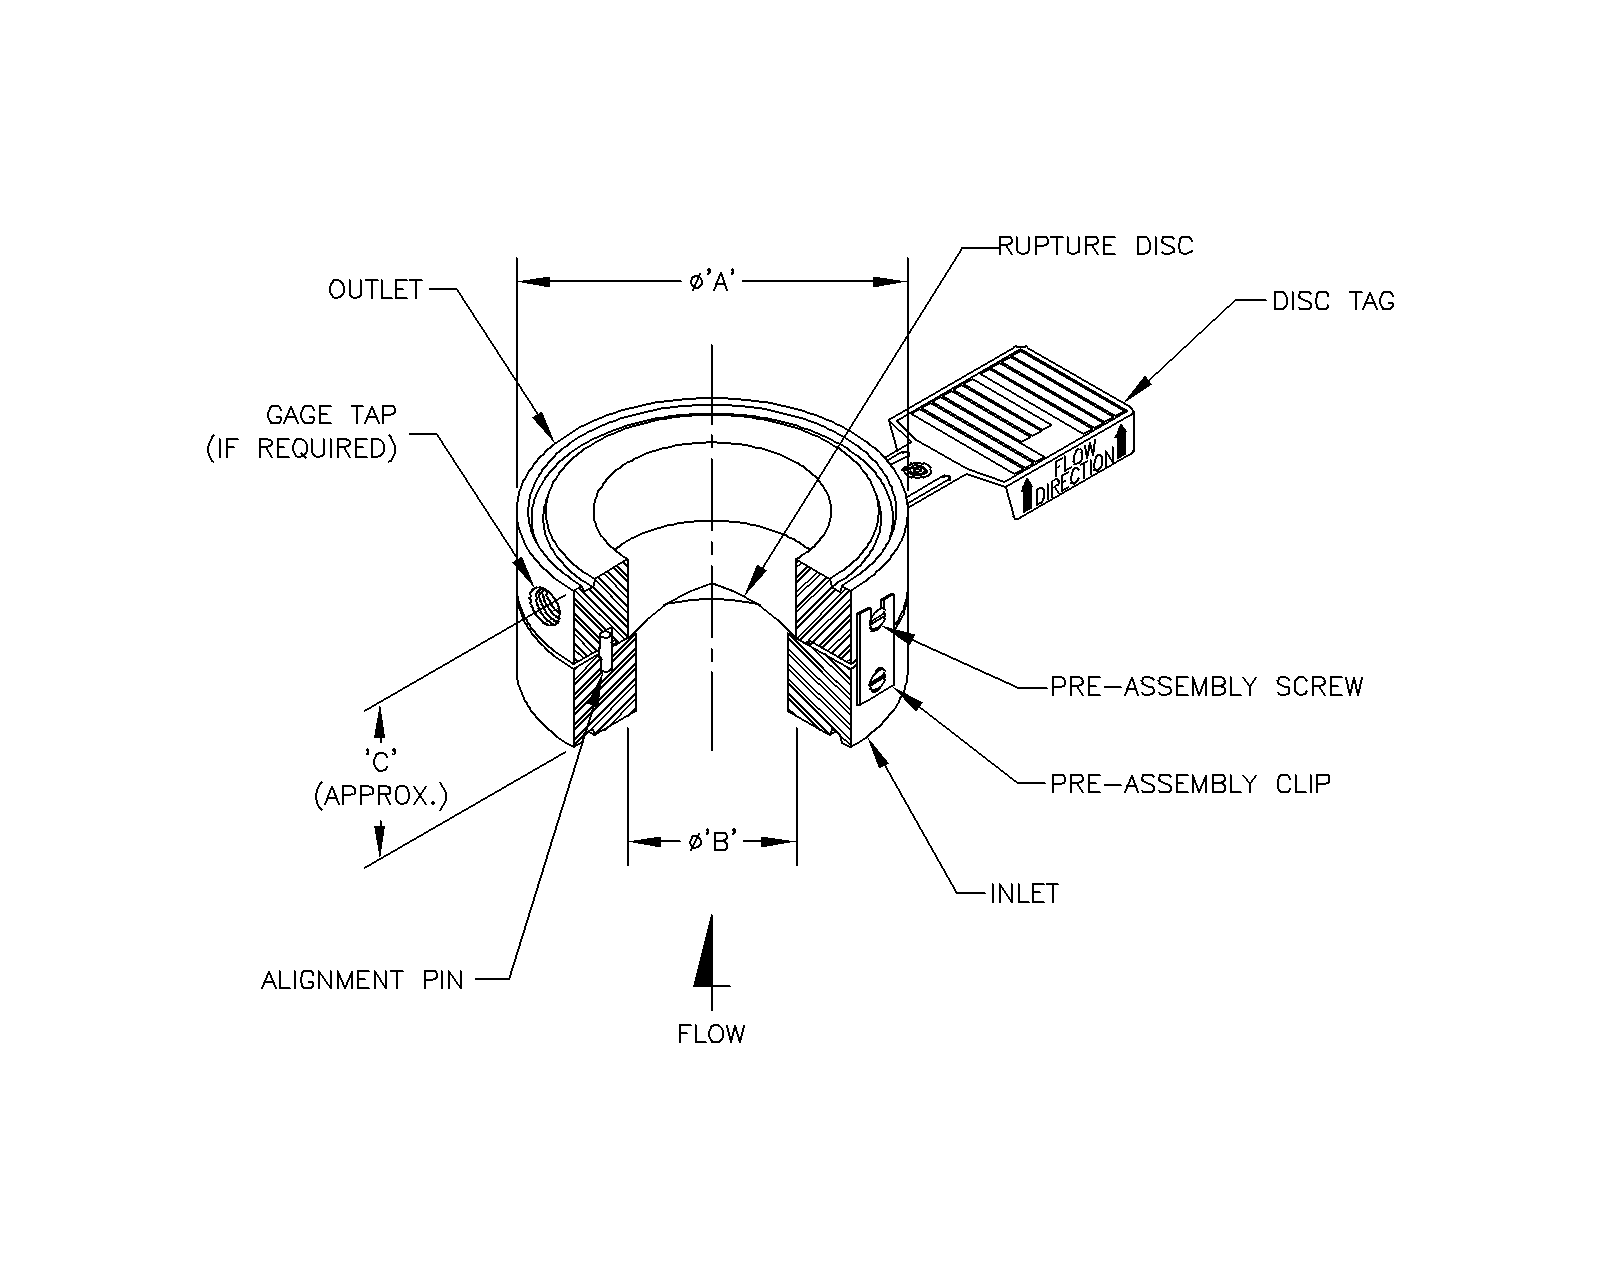 RUPTURE DISC
Ø'A'
OUTLET
DISC TAG
GAGE TAP
(IF REQUIRED)
FLOW
DIRECTION
PRE-ASSEMBLY SCREW
'C'
(APPROX.)
PRE-ASSEMBLY CLIP
Ø'B'
INLET
ALIGNMENT PIN
FLOW